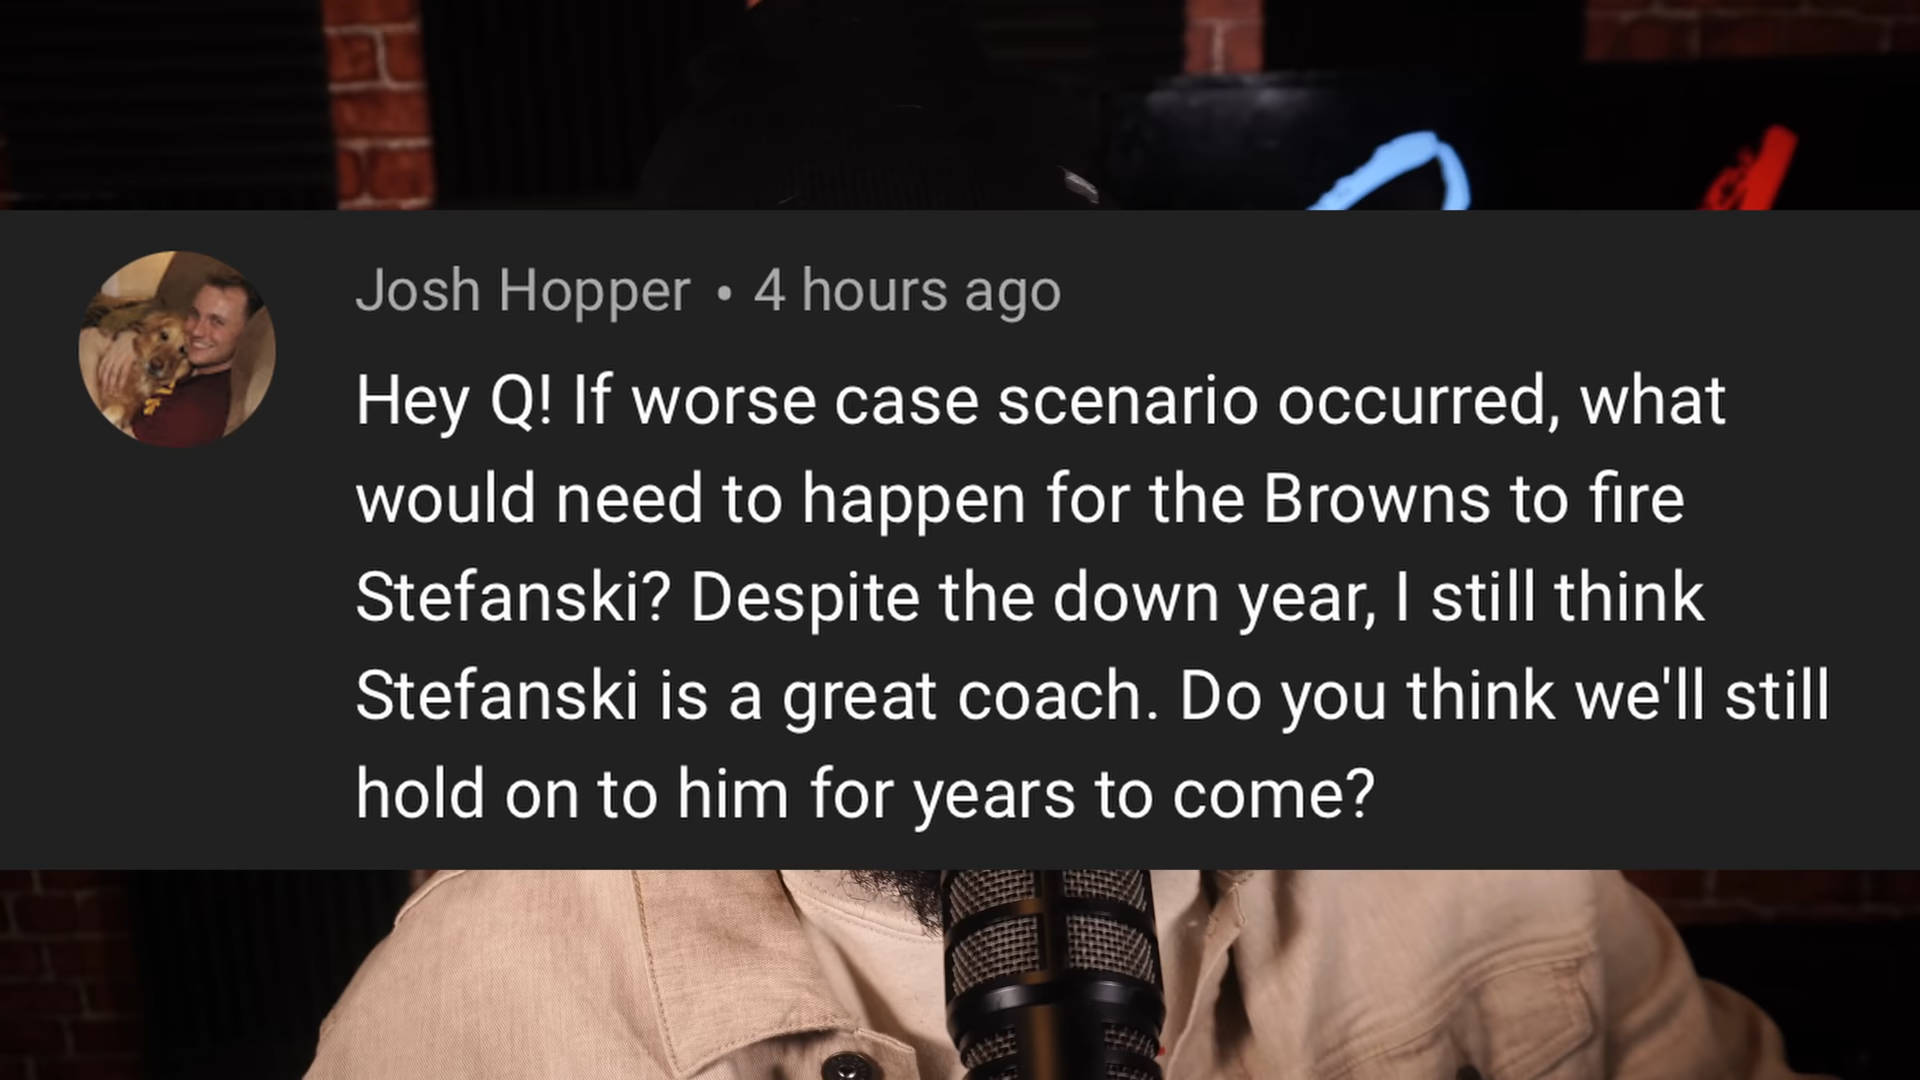 Josh Hopper • 4 hours ago
Hey Q! If worse case scenario occurred, what
would need to happen for the Browns to fire
Stefanski? Despite the down year, I still think
Stefanski is a great coach. Do you think we'll still
hold on to him for years to come?